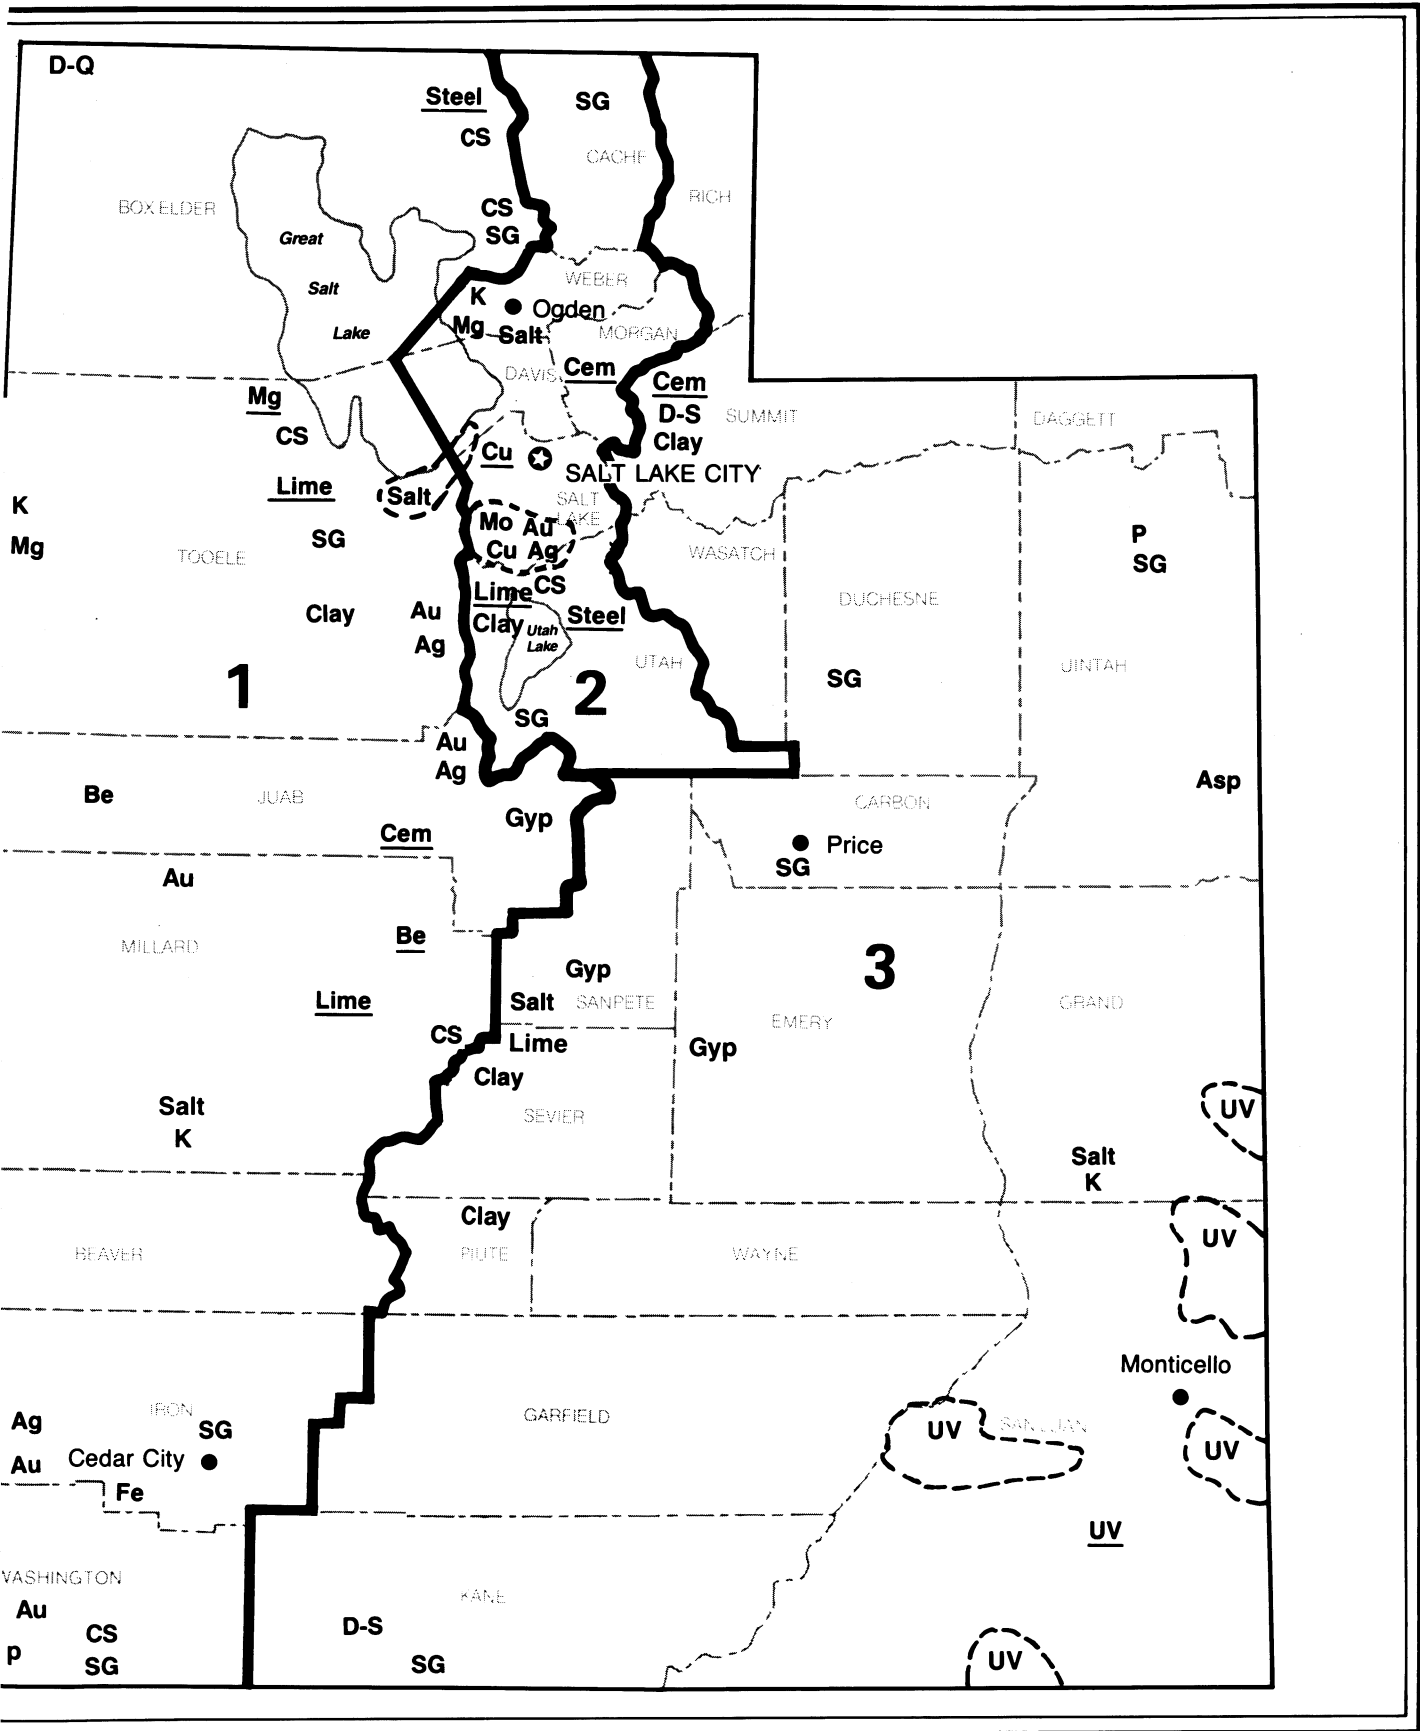 D-Q
Steel
SG
CS
CACHE
RICH
BOX ELDER
CS
SG
Great
Salt
Lake
WEBER
K
Ogden
Mg
Salt
MORGAN
DAVIS
Cem
Cem
Mg
D-S
SUMMIT
DAGGETT
CS
Clay
Cu
SALT LAKE CITY
Lime
Salt
SALT
LAKE
K
Mo
Au
P
Mg
SG
TOOELE
Cu
Ag
WASATCH
SG
CS
Lime
DUCHESNE
Clay
Au
Clay
Steel
Utah
Lake
Ag
UTAH
UINTAH
1
2
SG
SG
Au
Ag
Asp
Be
JUAB
CARBON
Gyp
Cem
Price
SG
Au
MILLARD
Be
3
Gyp
Lime
Salt
SANPETE
EMERY
GRAND
CS
Lime
Gyp
Clay
Salt
SEVIER
UV
K
Salt
K
Clay
UV
BEAVER
PIUTE
WAYNE
Monticello
IRON
GARFIELD
Ag
SG
UV
SAN JUAN
UV
Au
Cedar City
Fe
UV
WASHINGTON
KANE
Au
CS
D-S
p
SG
SG
UV